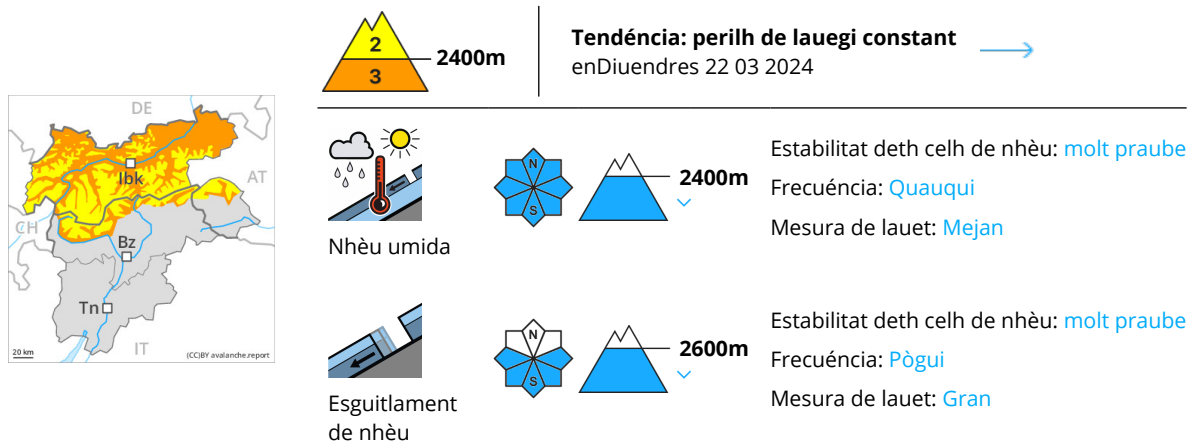 2
3
2400m
Tendéncia: perilh de lauegi constant
enDiuendres 22 03 2024
DE
AT
CH
IT
Ibk
Bz
Tn
20 km
(CC)BY avalanche.report
N
S
2400m
Nhèu umida
Estabilitat deth celh de nhèu: molt praube
Frecuéncia: Quauqui
Mesura de lauet: Mejan
N
S
2600m
Esguitlament
de nhèu
Estabilitat deth celh de nhèu: molt praube
Frecuéncia: Pògui
Mesura de lauet: Gran